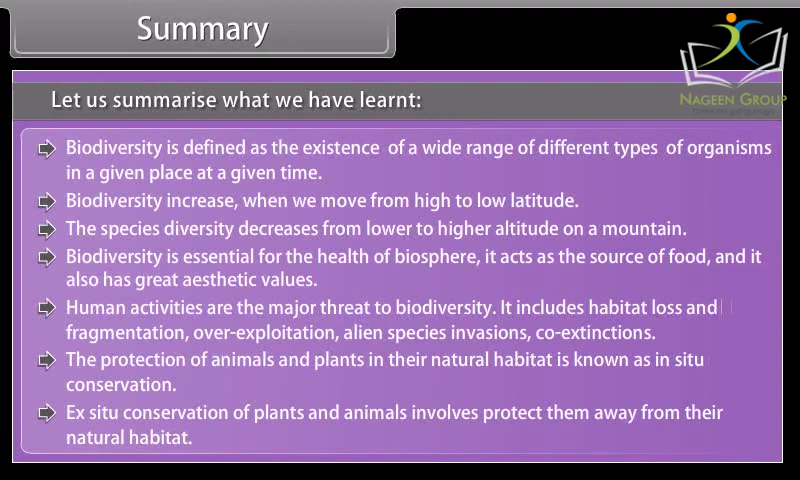 Summary
NAGEEN GROUP
Let us summarise what we have learnt:
Biodiversity is defined as the existence of a wide range of different types of organisms
in a given place at a given time.
Biodiversity increase, when we move from high to low latitude.
The species diversity decreases from lower to higher altitude on a mountain.
Biodiversity is essential for the health of biosphere, it acts as the source of food, and it
also has great aesthetic values.
Human activities are the major threat to biodiversity. It includes habitat loss and
fragmentation, over-exploitation, alien species invasions, co-extinctions.
The protection of animals and plants in their natural habitat is known as in situ
conservation.
Ex situ conservation of plants and animals involves protect them away from their
natural habitat.